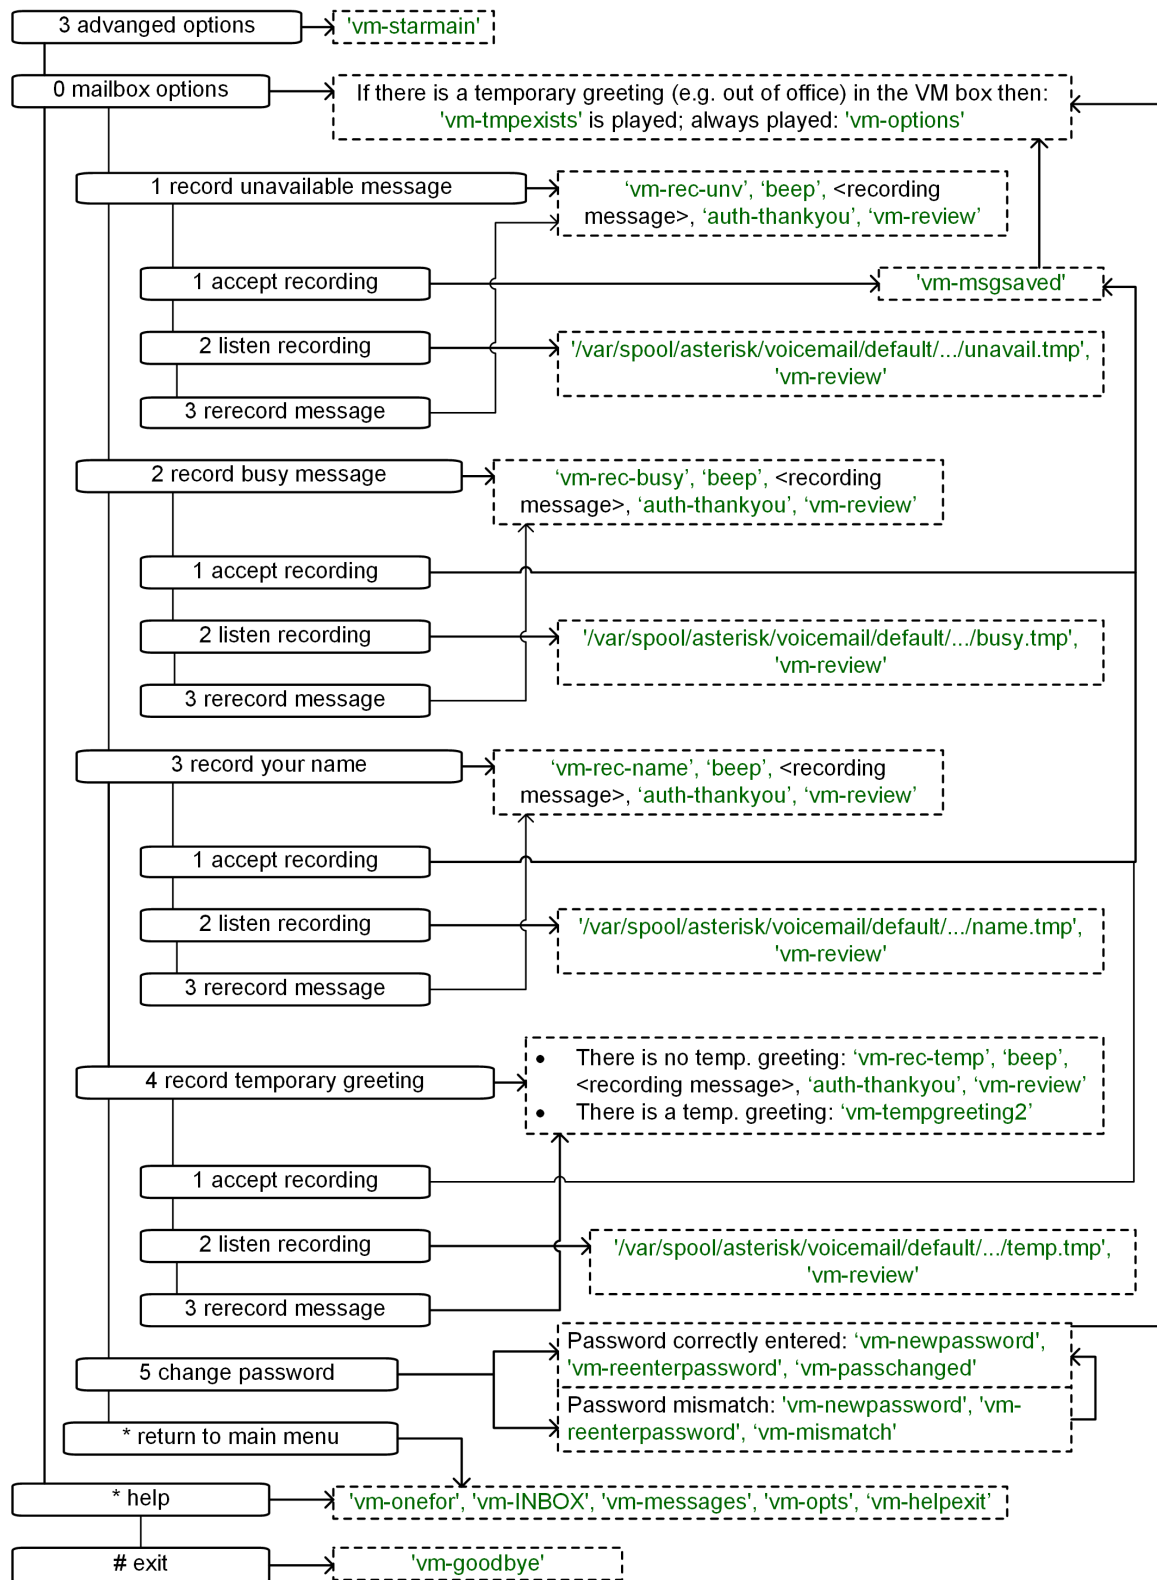 3 advanged options
'vm-starmain'
0 mailbox options
If there is a temporary greeting (e.g. out of office) in the VM box then:
'vm-tmpexists' is played; always played: 'vm-options'
1 record unavailable message
‘vm-rec-unv’, ‘beep’, <recording
message>, ‘auth-thankyou’, ‘vm-review’
1 accept recording
'vm-msgsaved'
2 listen recording
'/var/spool/asterisk/voicemail/default/.../unavail.tmp',
'vm-review'
3 rerecord message
2 record busy message
‘vm-rec-busy’, ‘beep’, <recording
message>, ‘auth-thankyou’, ‘vm-review’
1 accept recording
2 listen recording
'/var/spool/asterisk/voicemail/default/.../busy.tmp',
'vm-review'
3 rerecord message
3 record your name
‘vm-rec-name’, ‘beep’, <recording
message>, ‘auth-thankyou’, ‘vm-review’
1 accept recording
2 listen recording
'/var/spool/asterisk/voicemail/default/.../name.tmp',
'vm-review'
3 rerecord message
4 record temporary greeting
• There is no temp. greeting: ‘vm-rec-temp’, ‘beep’,
<recording message>, ‘auth-thankyou’, ‘vm-review’
• There is a temp. greeting: ‘vm-tempgreeting2’
1 accept recording
2 listen recording
'/var/spool/asterisk/voicemail/default/.../temp.tmp',
'vm-review'
3 rerecord message
5 change password
Password correctly entered: 'vm-newpassword',
'vm-reenterpassword', ‘vm-passchanged’
Password mismatch: 'vm-newpassword', 'vm-
reenterpassword', ‘vm-mismatch’
* return to main menu
* help
'vm-onefor', 'vm-INBOX', 'vm-messages', 'vm-opts', ‘vm-helpexit’
# exit
'vm-goodbye'